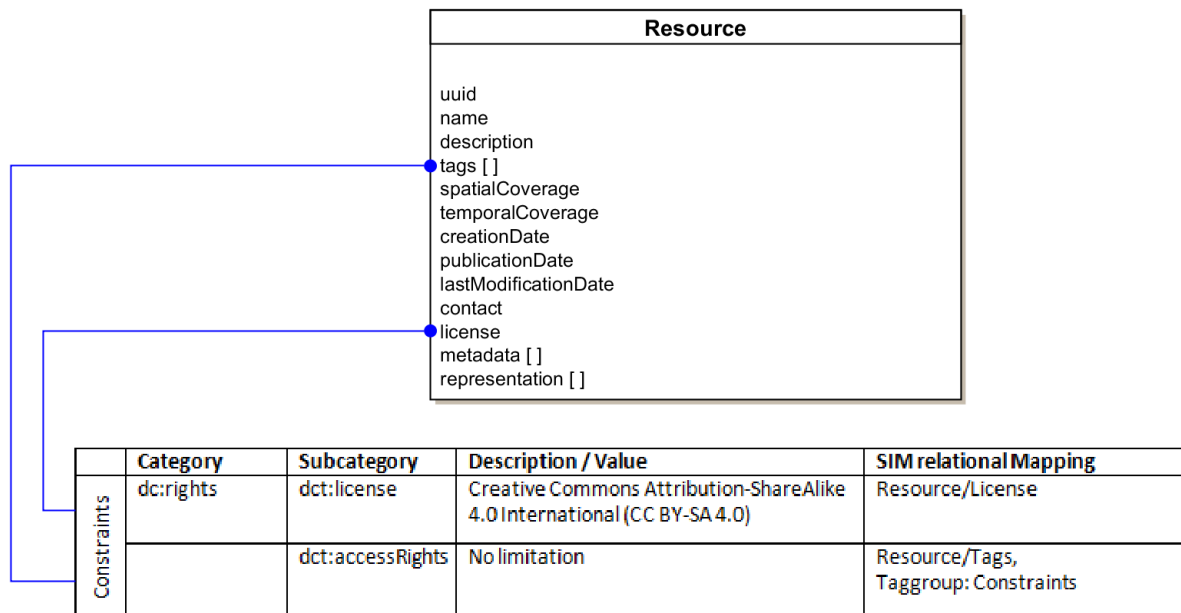 Resource
uuid
name
description
tags [ ]
spatialCoverage
temporalCoverage
creationDate
publicationDate
lastModificationDate
contact
license
metadata [ ]
representation [ ]
Category Subcategory Description / Value SIM relational Mapping
Constraints
dc:rights dct:license Creative Commons Attribution-ShareAlike Resource/License
4.0 International (CC BY-SA 4.0)
dct:accessRights No limitation Resource/Tags,
Taggroup: Constraints